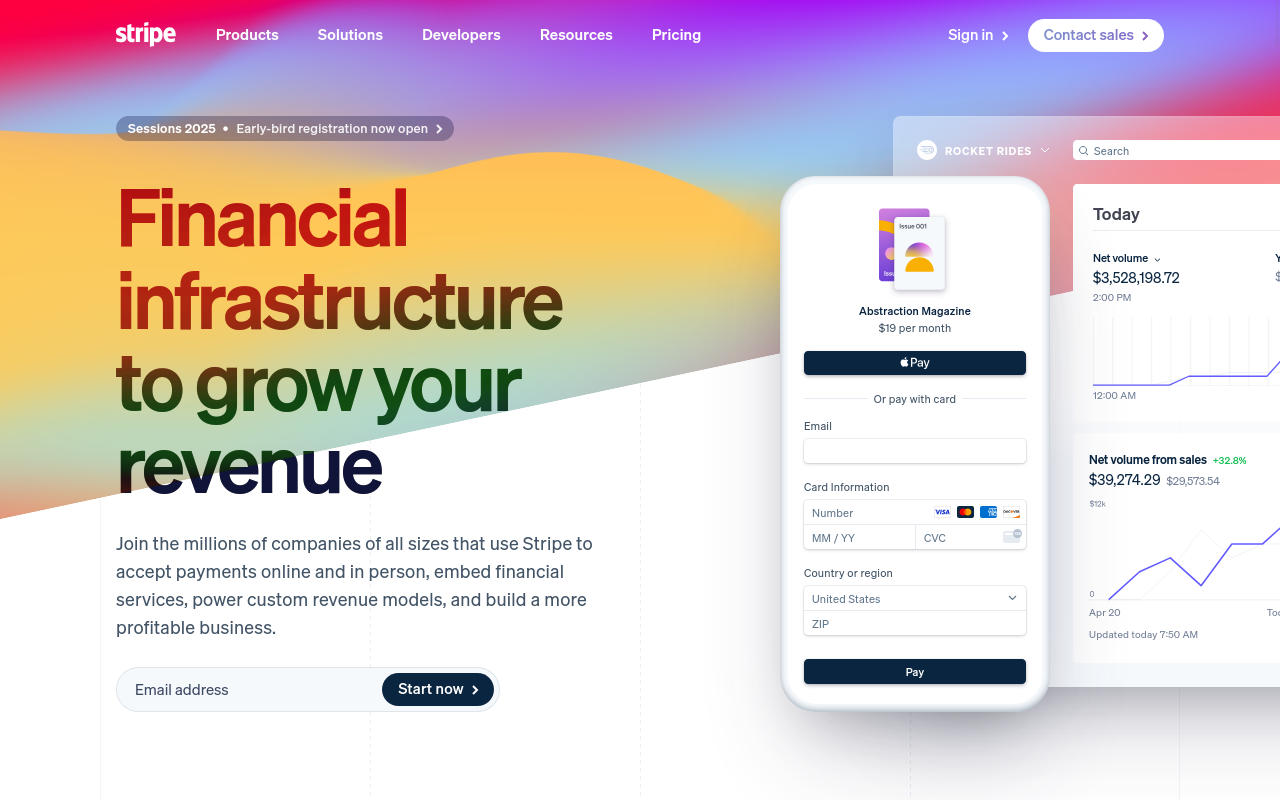 stripe
Products
Solutions
Developers
Resources
Pricing
Sign in
Contact sales
Sessions 2025 • Early-bird registration now open
Financial
infrastructure
to grow your
revenue
Join the millions of companies of all sizes that use Stripe to
accept payments online and in person, embed financial
services, power custom revenue models, and build a more
profitable business.
Email address
Start now
Issue 001
Abstraction Magazine
$19 per month
Pay
Or pay with card
Email
Card Information
Number
VISA
DISCOVER
MM / YY
CVC
Country or region
United States
ZIP
Pay
ROCKET RIDES
Search
Today
Net volume
$3,528,198.72
2:00 PM
12:00 AM
Net volume from sales +32.8%
$39,274.29 $29,573.54
$12k
0
Apr 20
Updated today 7:50 AM